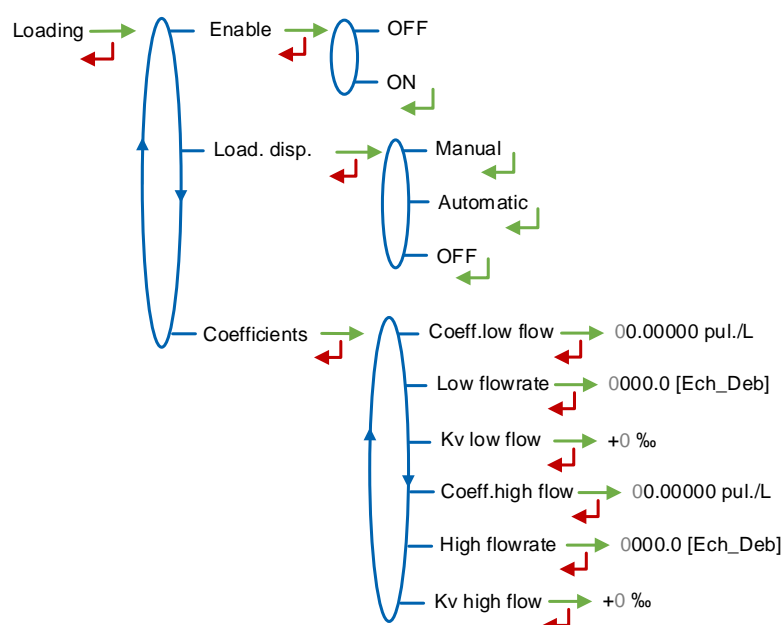 Loading Enable OFF
ON
Load. disp. Manual
Automatic
OFF
Coefficients Coeff.low flow 00.00000 pul./L
Low flowrate 0000.0 [Ech_Deb]
Kv low flow +0 ‰
Coeff.high flow 00.00000 pul./L
High flowrate 0000.0 [Ech_Deb]
Kv high flow +0 ‰